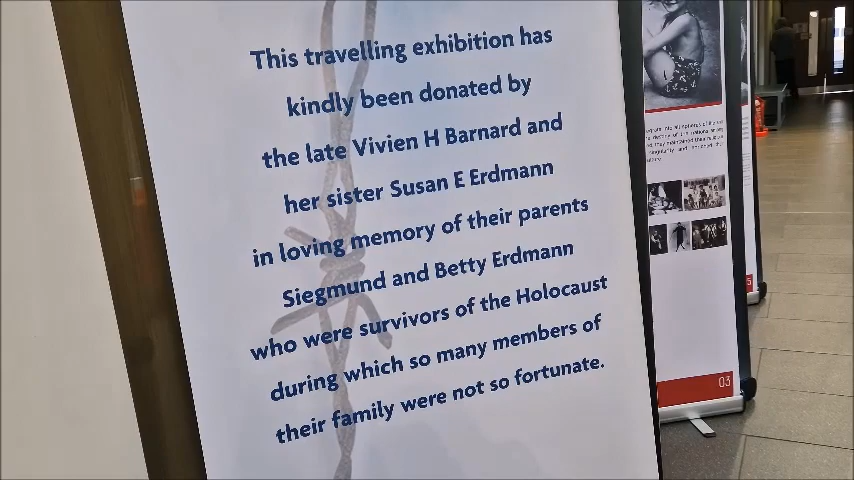 This travelling exhibition has
kindly been donated by
the late Vivien H Barnard and
her sister Susan E Erdmann
in loving memory of their parents
Siegmund and Betty Erdmann
who were survivors of the Holocaust
during which so many members of
their family were not so fortunate.
03
5